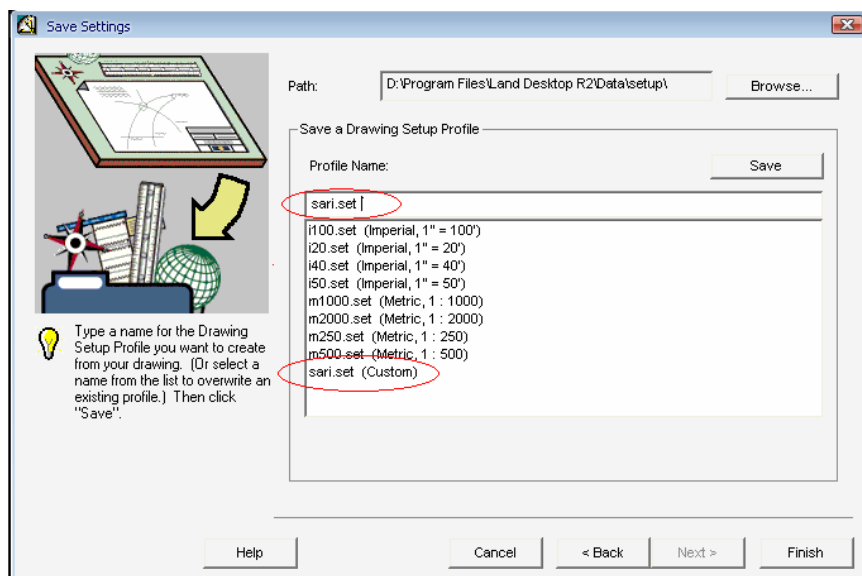 Save Settings
Path:
D:\Program Files\Land Desktop R2\Data\setup\
Browse...
Save a Drawing Setup Profile
Profile Name:
Save
sari.set
i100.set (Imperial, 1" = 100')
i20.set (Imperial, 1" = 20')
i40.set (Imperial, 1" = 40')
i50.set (Imperial, 1" = 50')
m1000.set (Metric, 1 : 1000)
m2000.set (Metric, 1 : 2000)
m250.set (Metric, 1 : 250)
m500.set (Metric, 1 : 500)
sari.set (Custom)
Type a name for the Drawing
Setup Profile you want to create
from your drawing. (Or select a
name from the list to overwrite an
existing profile.) Then click
"Save".
Help
Cancel
< Back
Next >
Finish